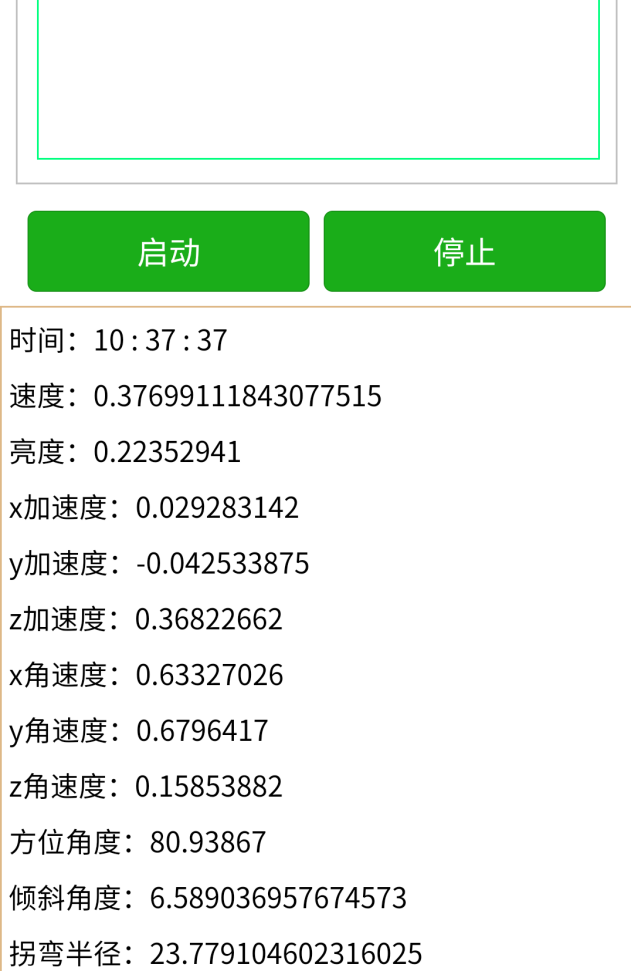 启动
停止
时间：10 : 37 : 37
速度：0.37699111843077515
亮度：0.22352941
x加速度：0.029283142
y加速度：-0.042533875
z加速度：0.36822662
x角速度：0.63327026
y角速度：0.6796417
z角速度：0.15853882
方位角度：80.93867
倾斜角度：6.589036957674573
拐弯半径：23.779104602316025